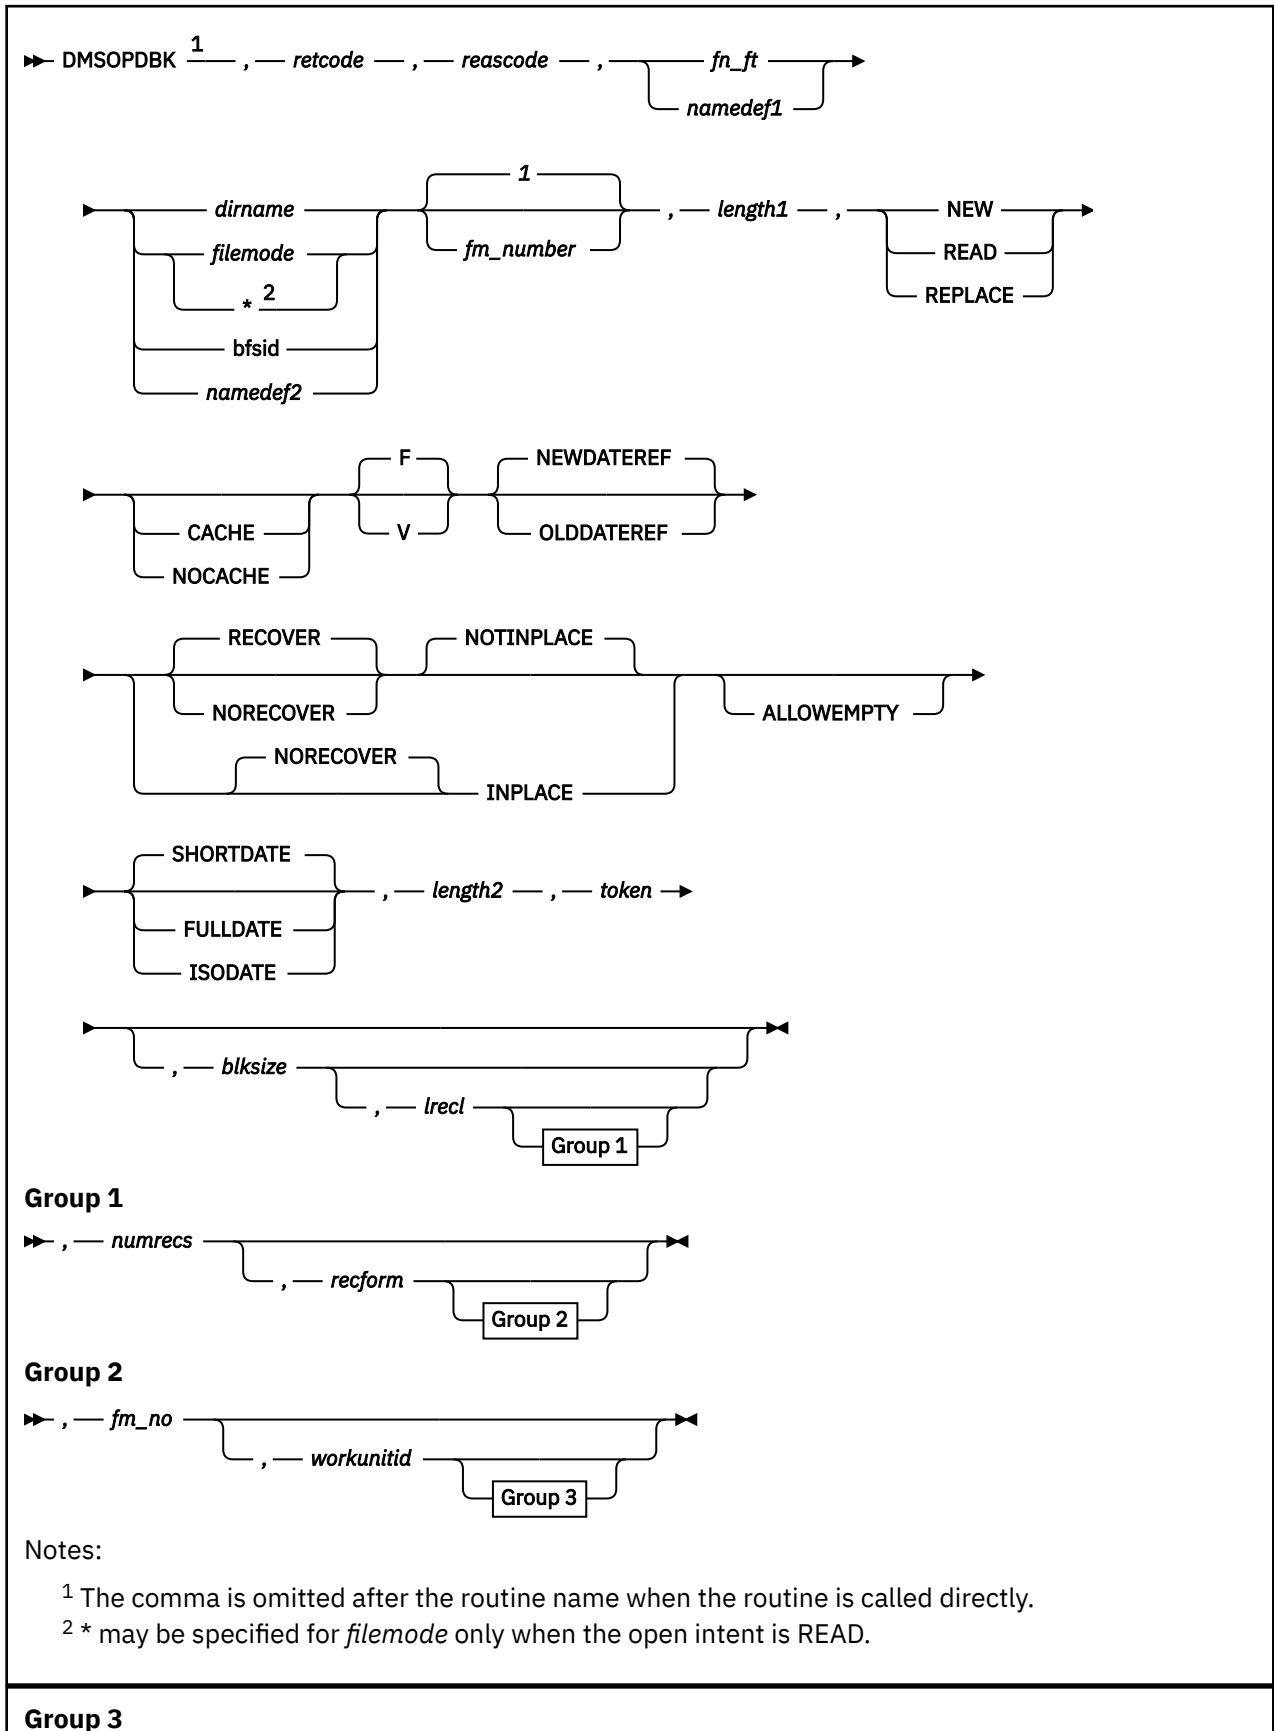 DMSOPDBK 1 , retcode , reascode , fn_ft
namedef1
1
dirname , length1 , NEW
filemode fm_number READ
* 2 REPLACE
bfsid
namedef2
F NEWDATEREF
CACHE V OLDDATEREF
NOCACHE
RECOVER NOTINPLACE
NORECOVER ALLOWEMPTY
NORECOVER
INPLACE
SHORTDATE
, length2 , token
FULLDATE
ISODATE
, blksize
, lrecl
Group 1
Group 1
, numrecs
, recform
Group 2
Group 2
, fm_no
, workunitid
Group 3
Notes:
1 The comma is omitted after the routine name when the routine is called directly.
2 * may be specified for filemode only when the open intent is READ.
Group 3